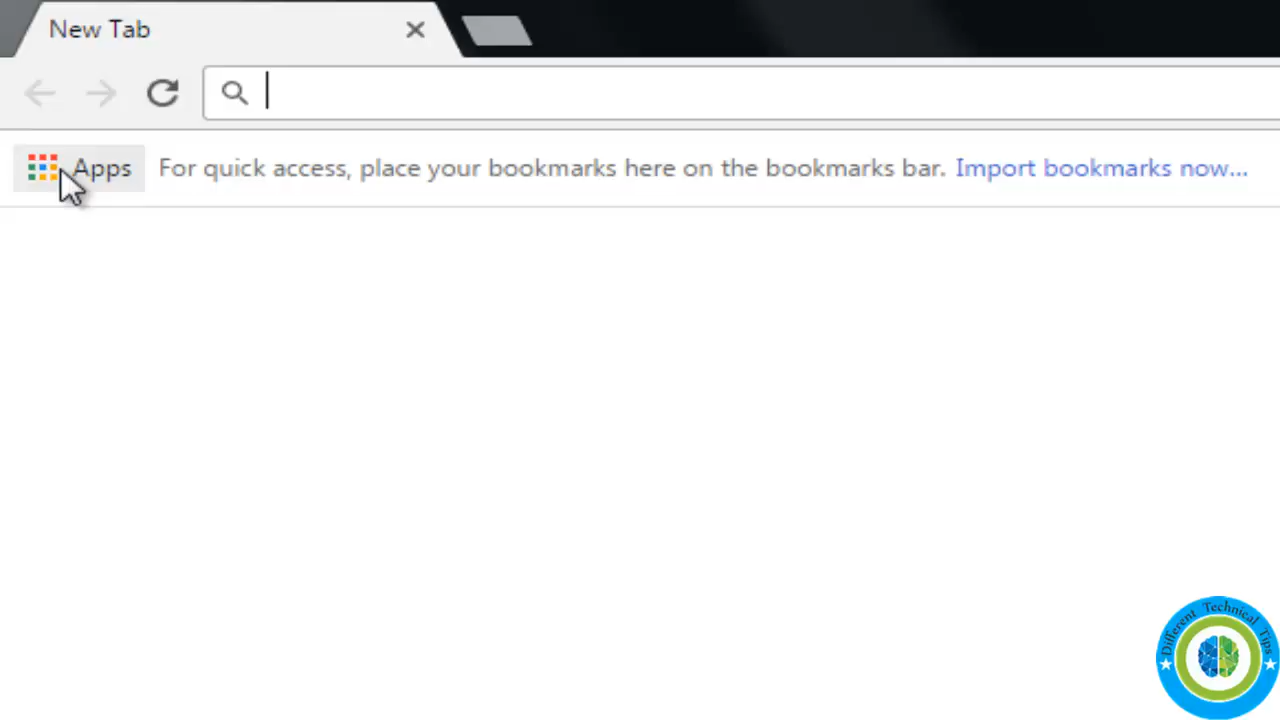 New Tab
Apps For quick access, place your bookmarks here on the bookmarks bar. Import bookmarks now...
Different Technical Tips